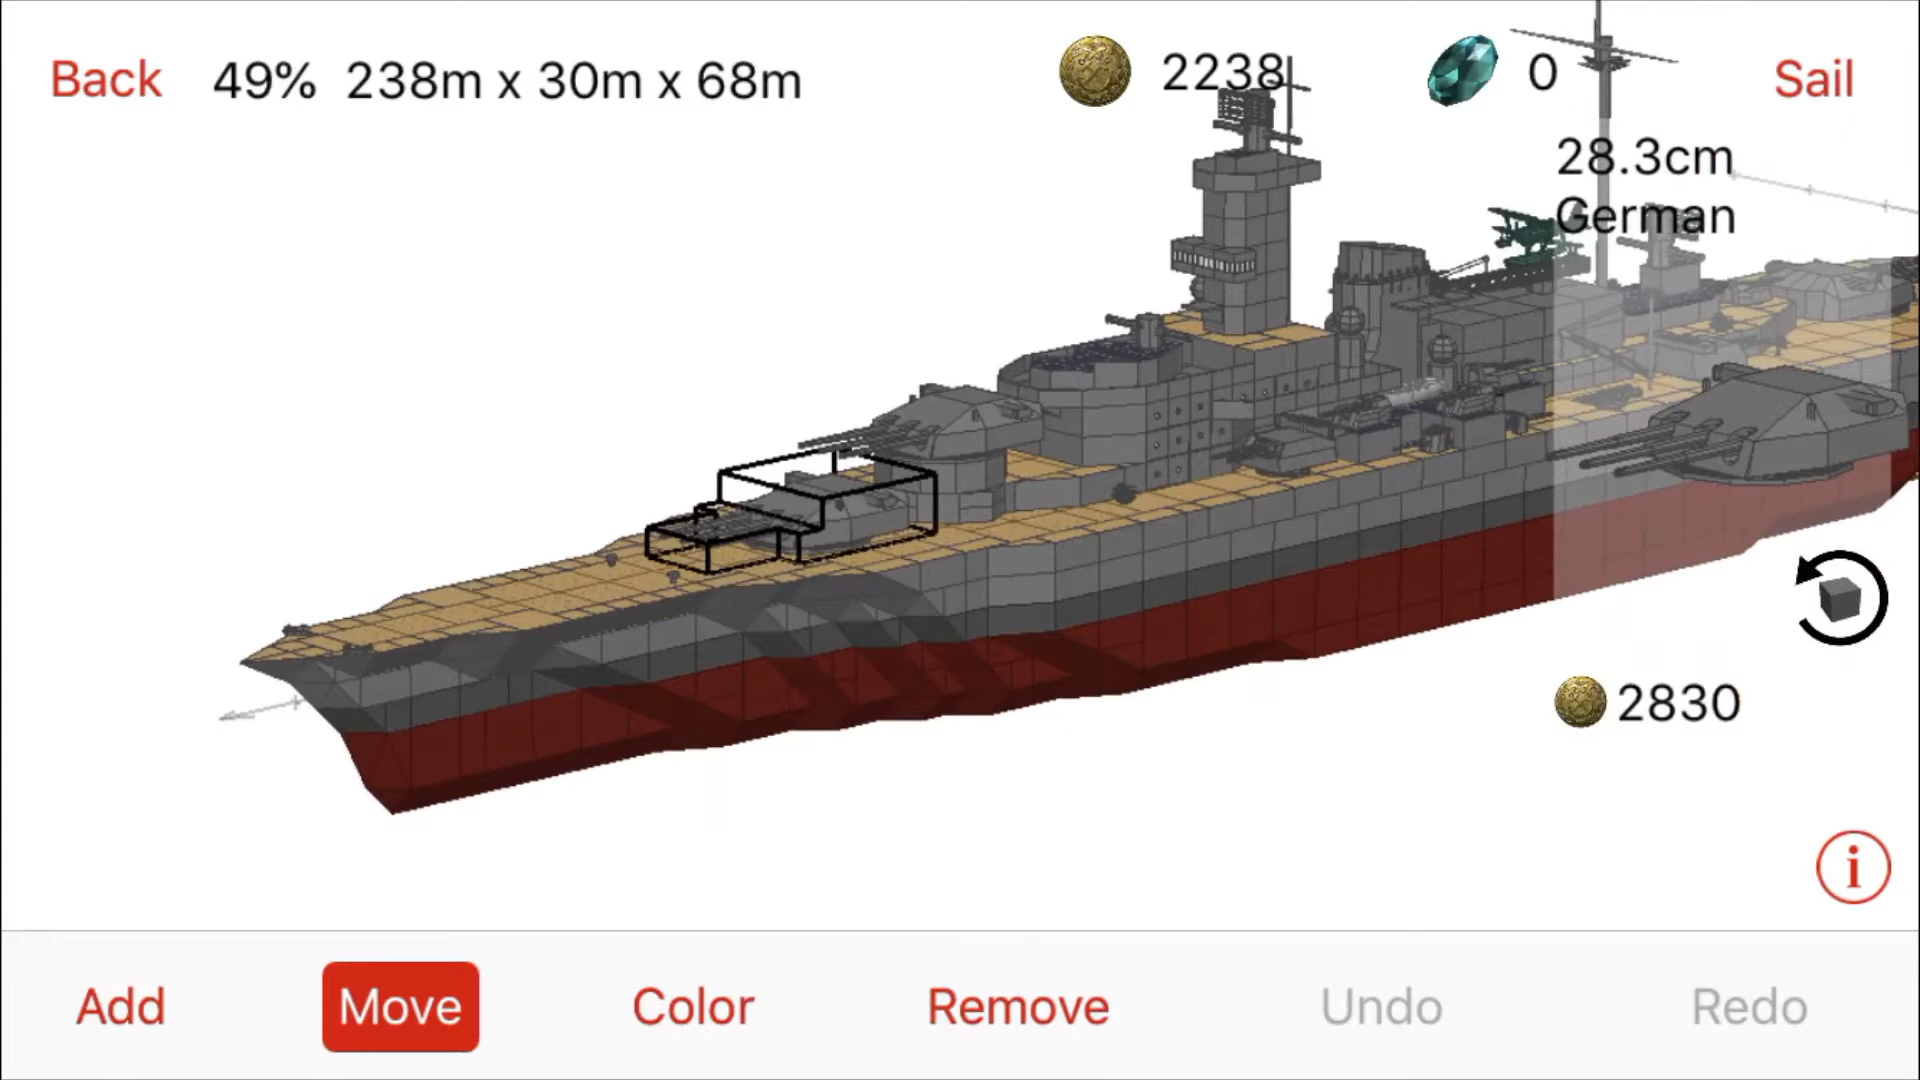 Back 49% 238m x 30m x 68m 2238 0 Sail
28.3cm
German
2830
i
Add Move Color Remove Undo Redo